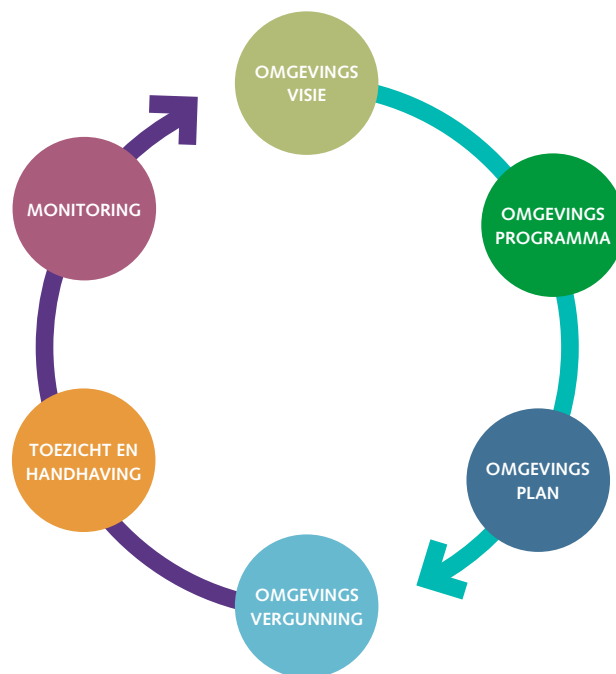 OMGEVINGS
VISIE
OMGEVINGS
PROGRAMMA
OMGEVINGS
PLAN
OMGEVINGS
VERGUNNING
TOEZICHT EN
HANDHAVING
MONITORING